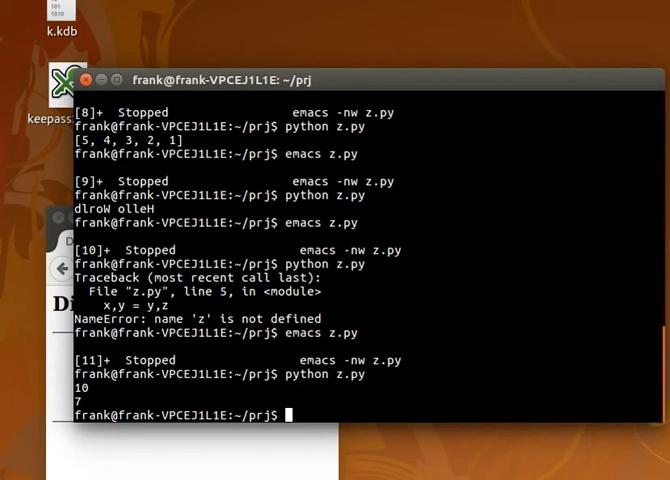 101
1010
k.kdb
keepass
frank@frank-VPCEJ1L1E: ~/prj
[8]+  Stopped                 emacs -nw z.py
frank@frank-VPCEJ1L1E:~/prj$ python z.py
[5, 4, 3, 2, 1]
frank@frank-VPCEJ1L1E:~/prj$ emacs z.py
[9]+  Stopped                 emacs -nw z.py
frank@frank-VPCEJ1L1E:~/prj$ python z.py
dlroW olleH
frank@frank-VPCEJ1L1E:~/prj$ emacs z.py
[10]+  Stopped                 emacs -nw z.py
frank@frank-VPCEJ1L1E:~/prj$ python z.py
Traceback (most recent call last):
  File "z.py", line 5, in <module>
    x,y = y,z
NameError: name 'z' is not defined
frank@frank-VPCEJ1L1E:~/prj$ emacs z.py
[11]+  Stopped                 emacs -nw z.py
frank@frank-VPCEJ1L1E:~/prj$ python z.py
10
7
frank@frank-VPCEJ1L1E:~/prj$
D
Di